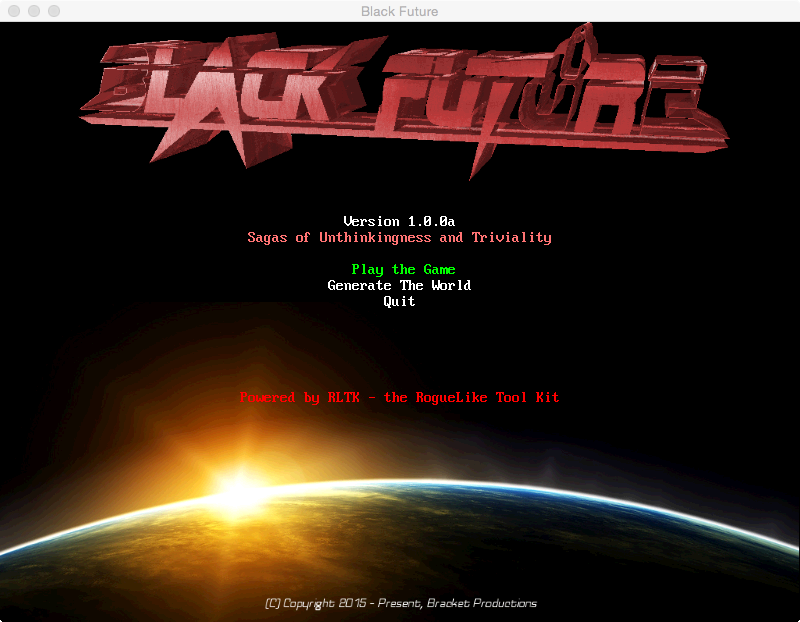 Black Future
BLACK FUTURE
Version 1.0.0a
Sagas of Unthinkingness and Triviality
Play the Game
Generate The World
Quit
Powered by RLTK - the RogueLike Tool Kit
(C) Copyright 2015 - Present, Bracket Productions